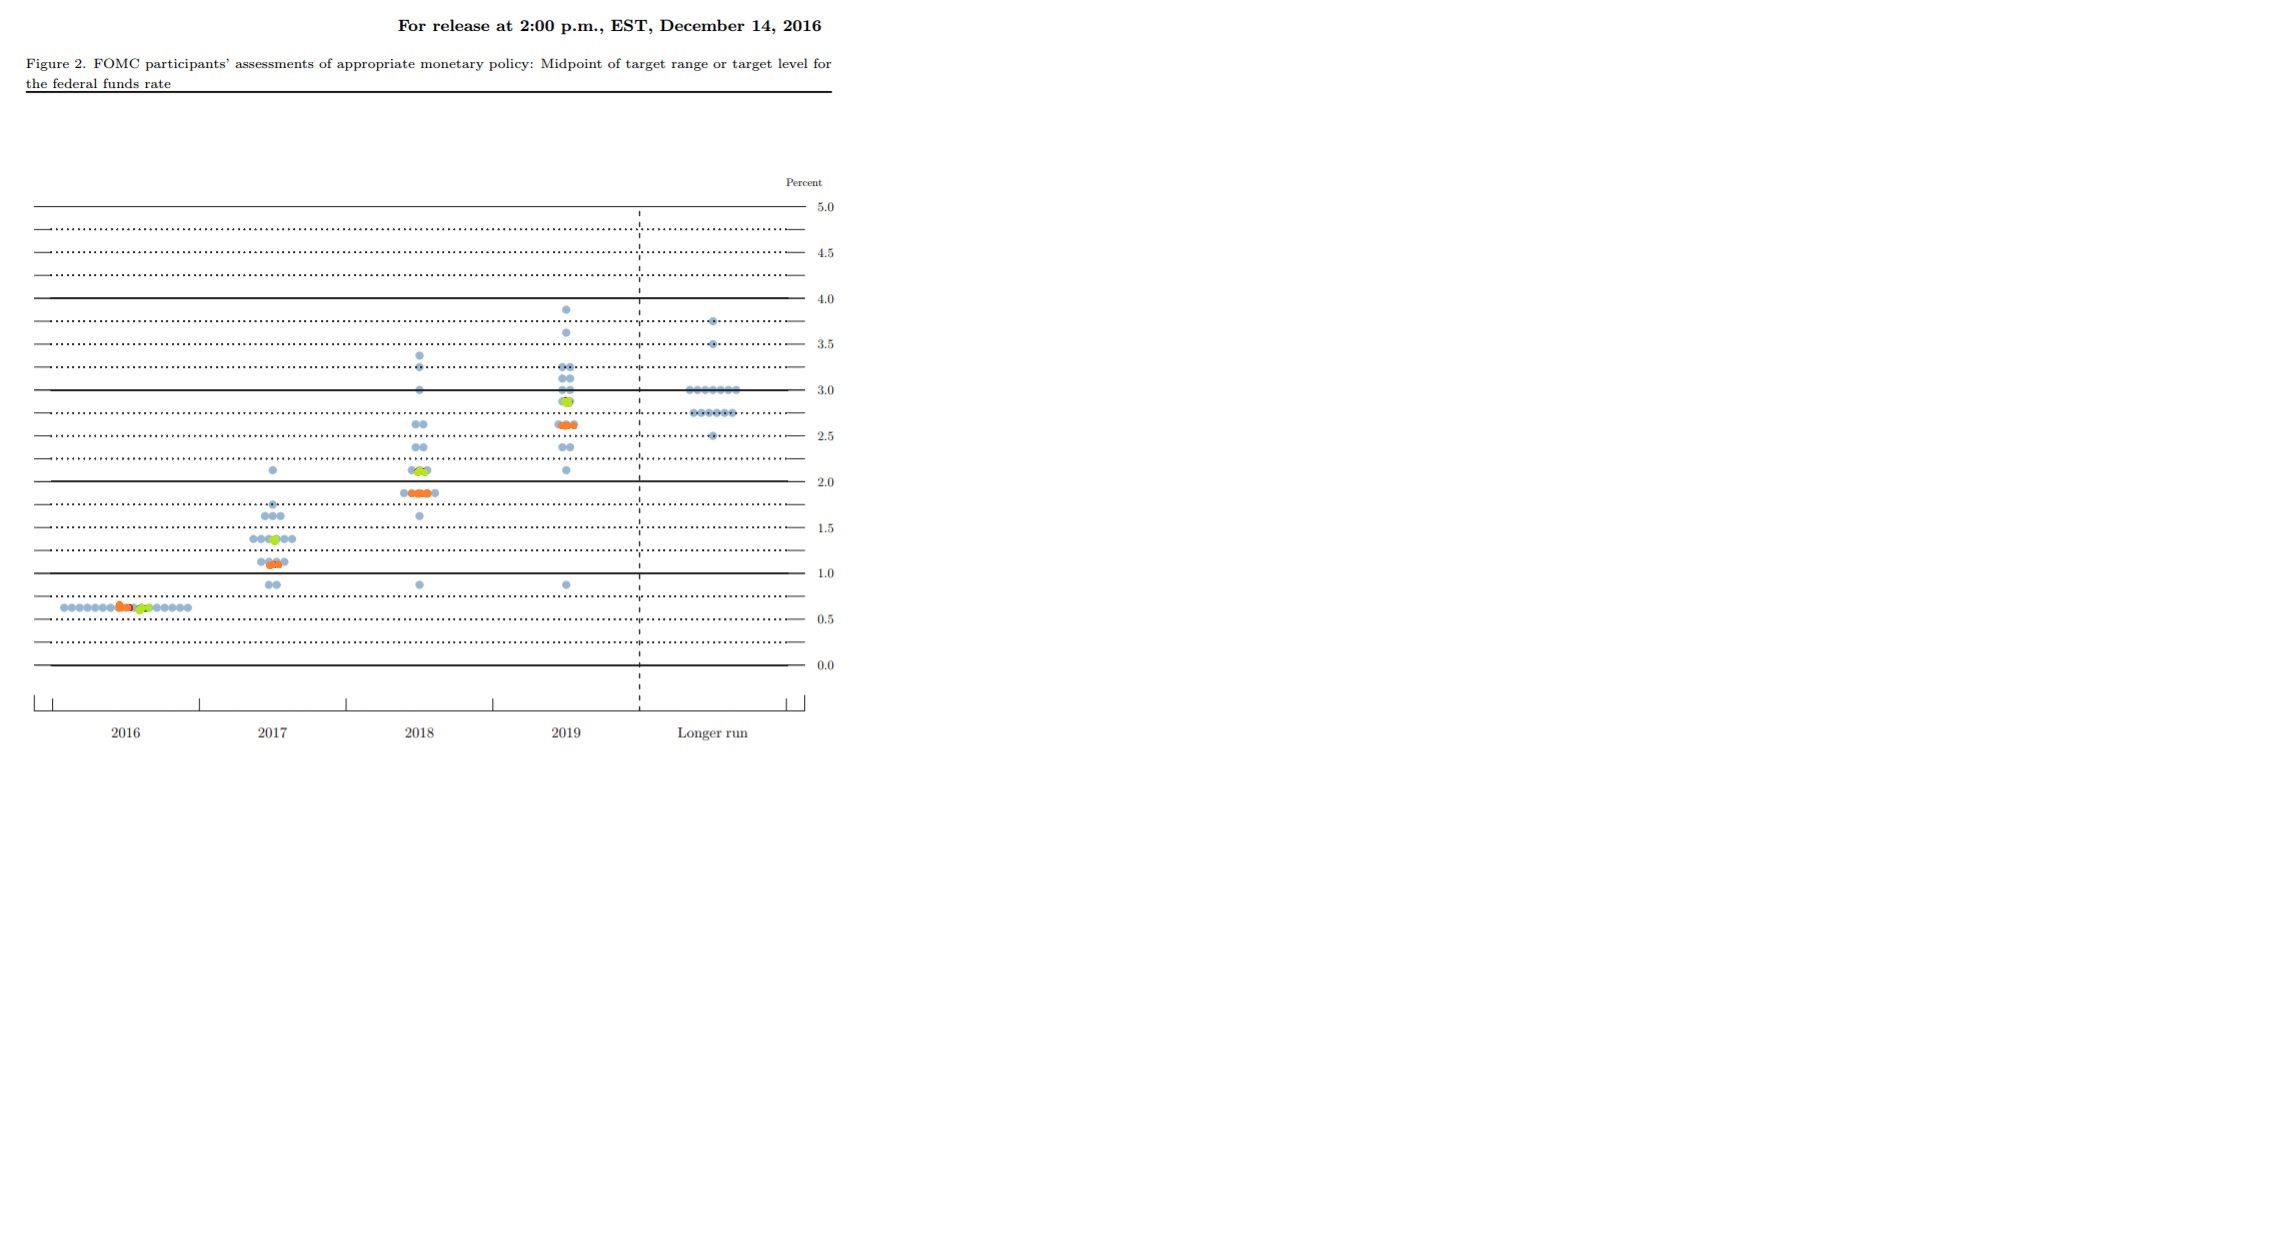 For release at 2:00 p.m., EST, December 14, 2016
Figure 2. FOMC participants’ assessments of appropriate monetary policy: Midpoint of target range or target level for
the federal funds rate
Percent
5.0
4.5
4.0
3.5
3.0
2.5
2.0
1.5
1.0
0.5
0.0
2016 2017 2018 2019 Longer run